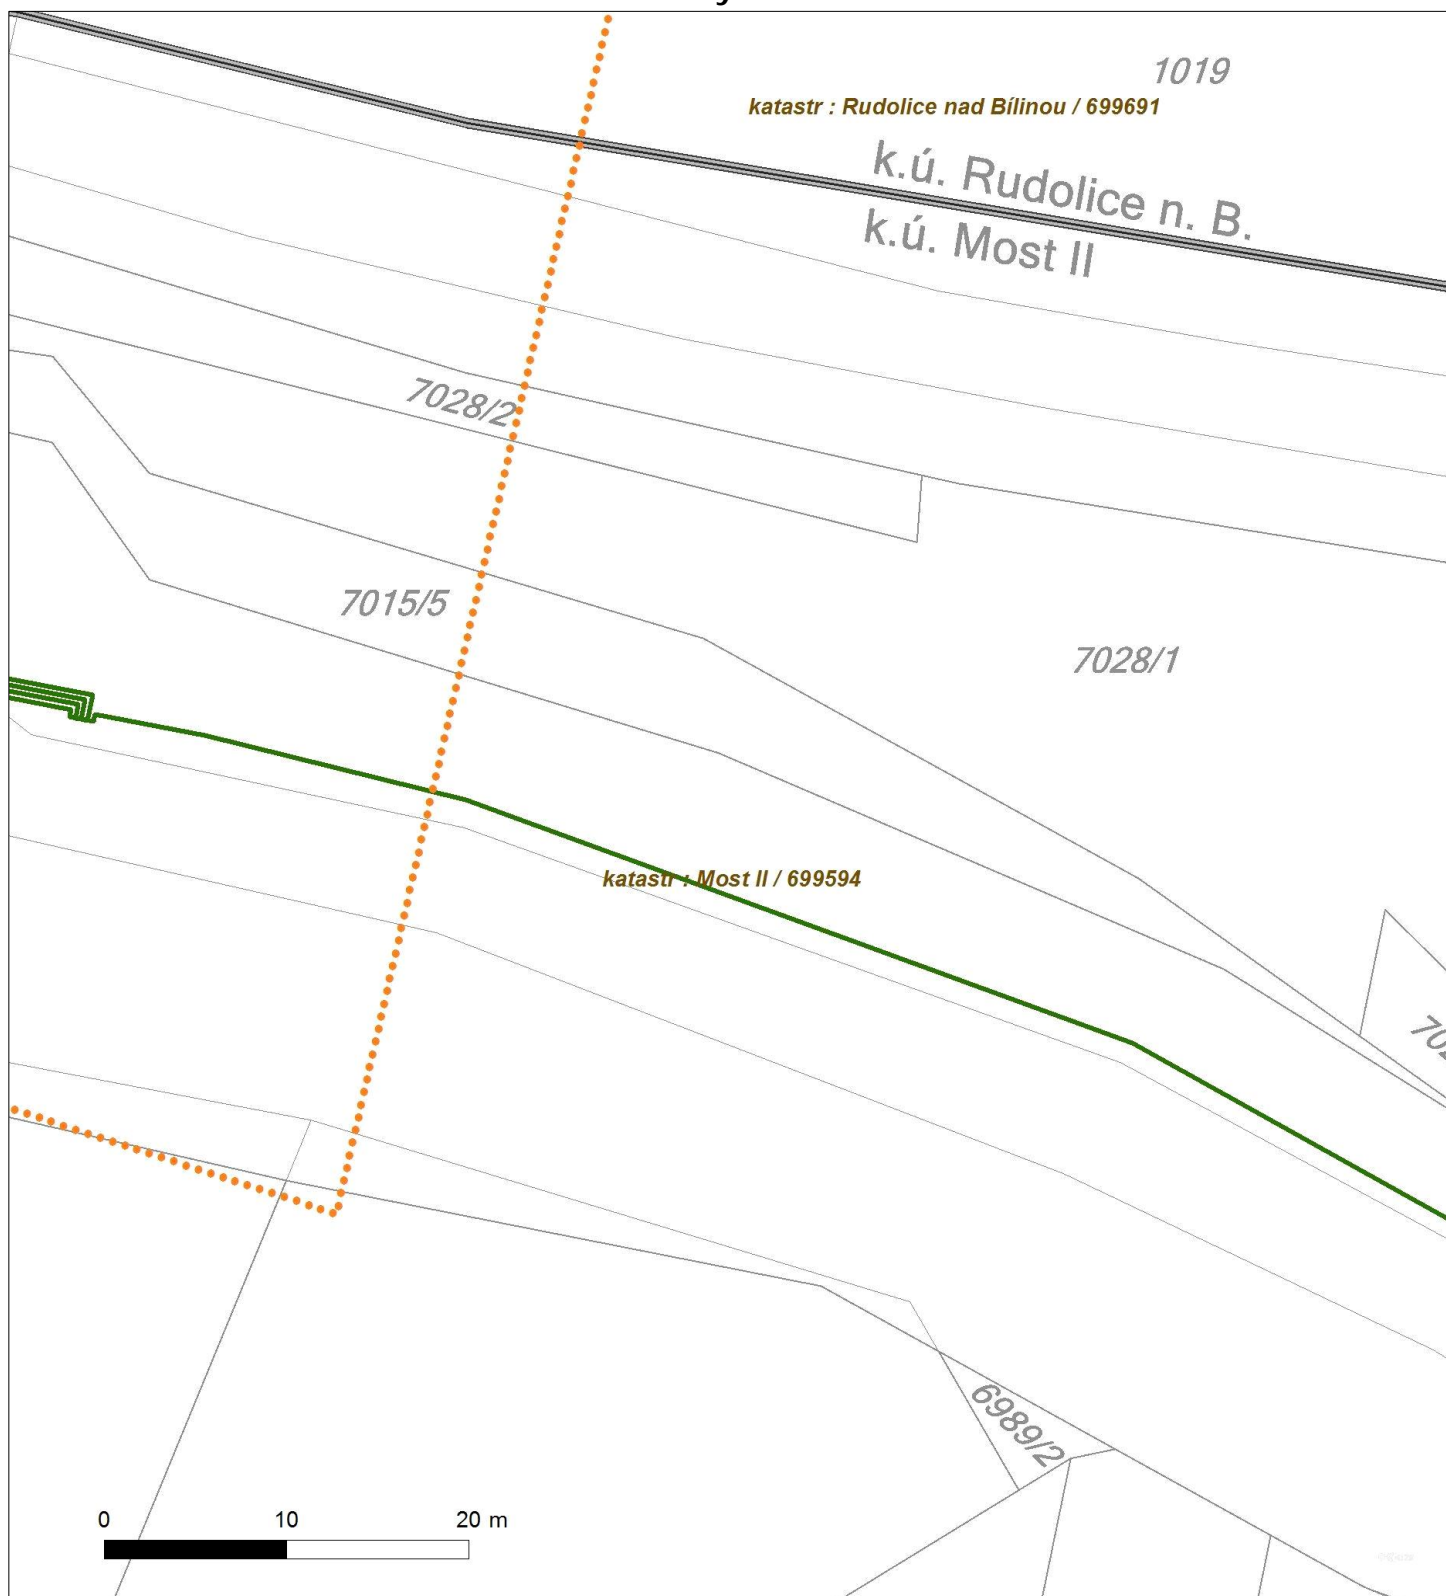 1019
katastr : Rudolice nad Bílinou / 699691
k.ú. Rudolice n. B.
k.ú. Most II
7028/2
7015/5
7028/1
katastr : Most II / 699594
702
6989/2
0 10 20 m